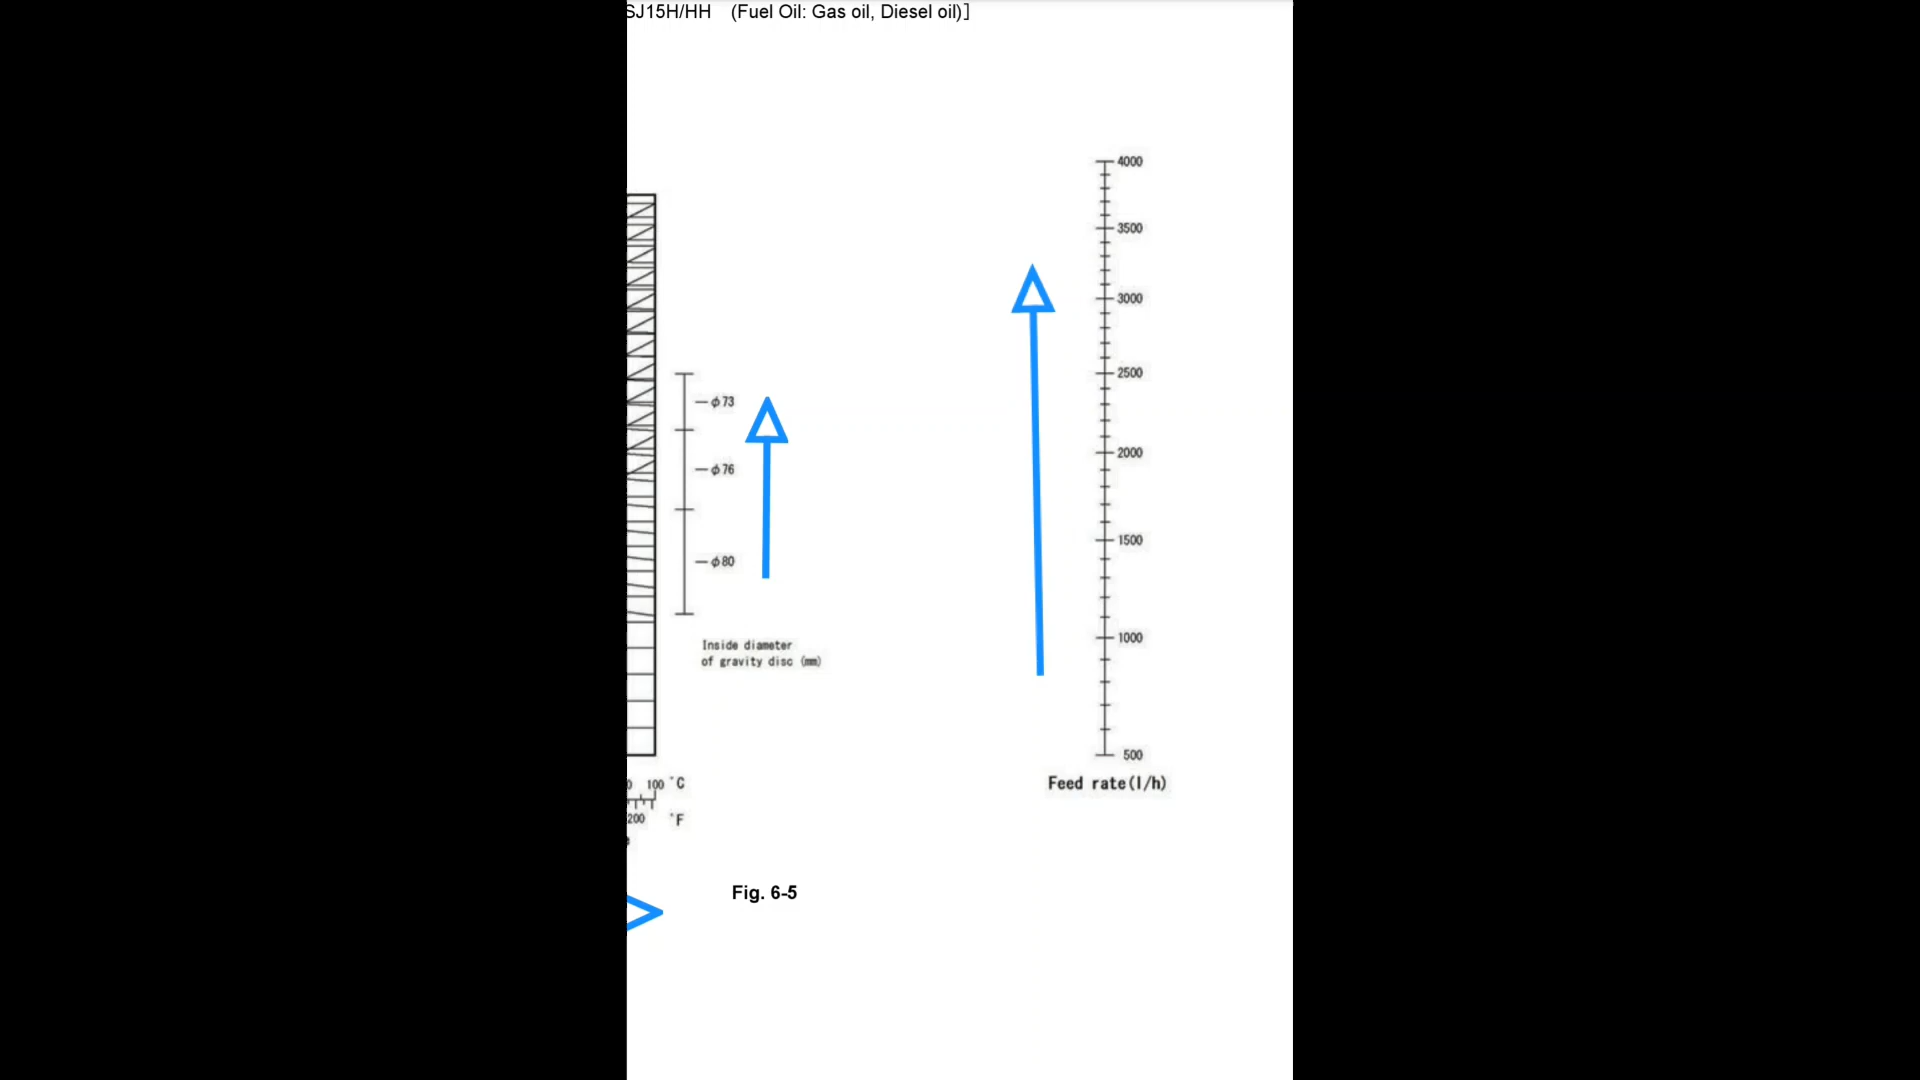 SJ15H/HH (Fuel Oil: Gas oil, Diesel oil)]
4000
3500
3000
2500
φ73
2000
φ76
1500
φ80
1000
Inside diameter
of gravity disc (mm)
500
100 °C
Feed rate(l/h)
200 °F
Fig. 6-5